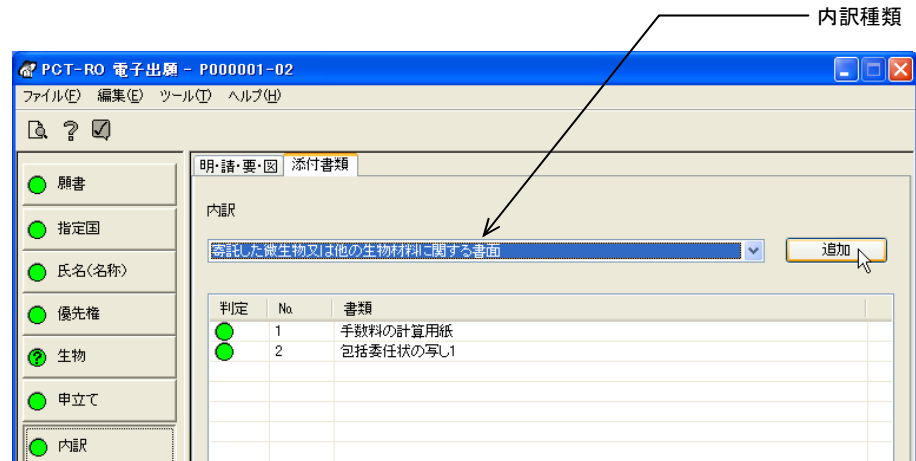 内訳種類
PCT-RO 電子出願 - P000001-02
ファイル(F) 編集(E) ツール(T) ヘルプ(H)
明・請・要・図 添付書類
願書
指定国
氏名(名称)
優先権
生物
申立て
内訳
内訳
寄託した微生物又は他の生物材料に関する書面
追加
判定 No. 書類
1 手数料の計算用紙
2 包括委任状の写し1